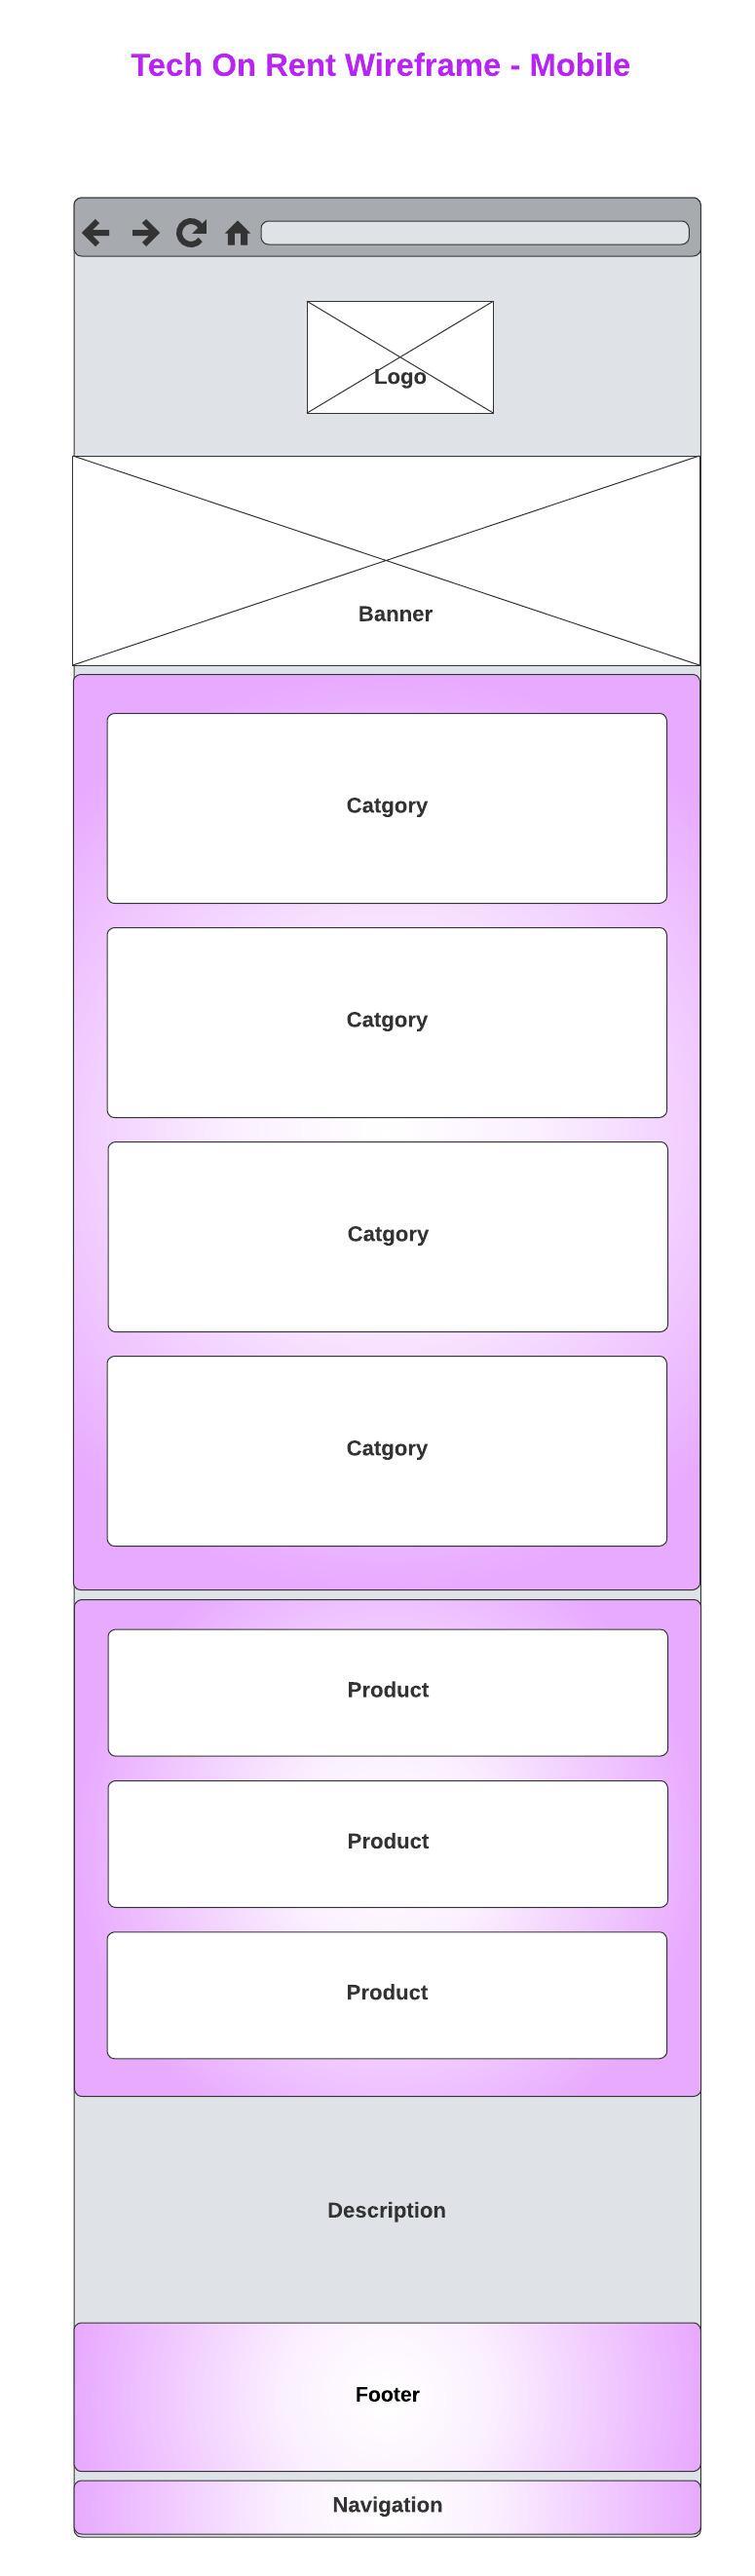 Tech On Rent Wireframe - Mobile
Logo
Banner
Catgory
Catgory
Catgory
Catgory
Product
Product
Product
Description
Footer
Navigation